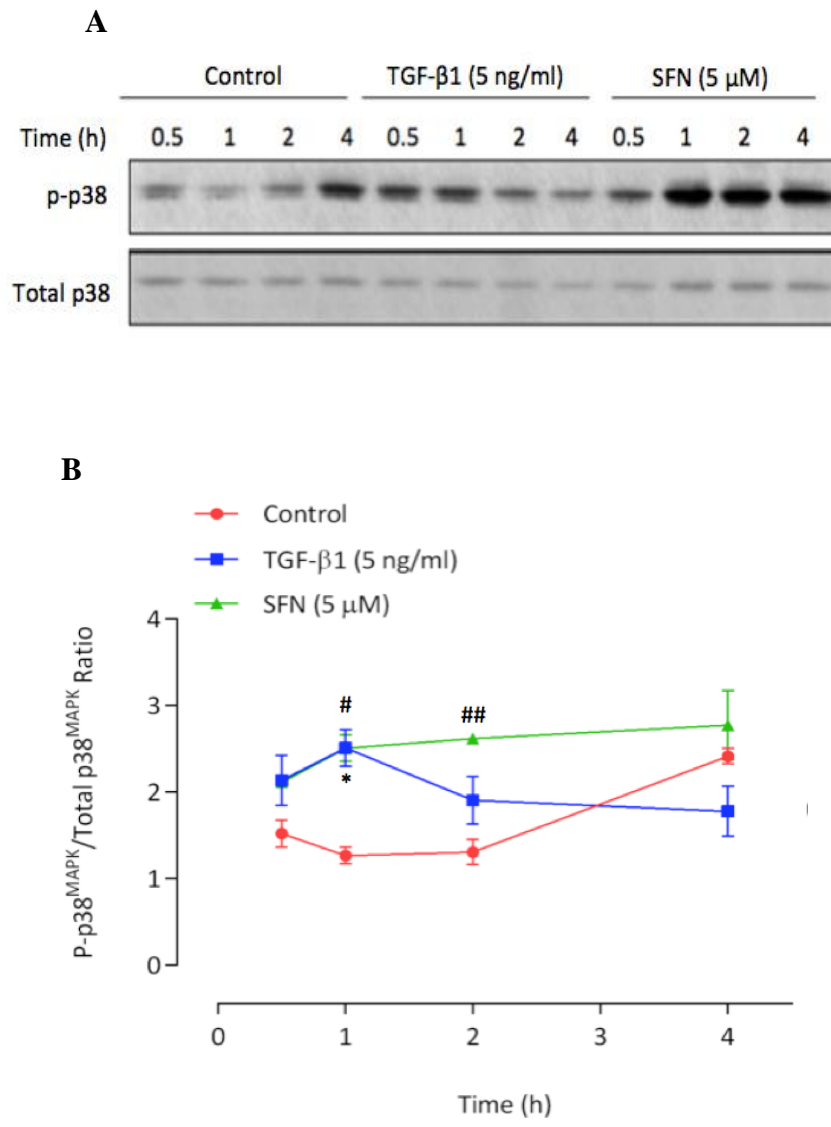 A
Control TGF-β1 (5 ng/ml) SFN (5 μM)
Time (h) 0.5 1 2 4 0.5 1 2 4 0.5 1 2 4
p-p38
Total p38
B
Control
TGF-β1 (5 ng/ml)
SFN (5 μM)
P-p38MAPK/Total p38MAPK Ratio
4
3
2
1
0
#
##
*
0 1 2 3 4
Time (h)